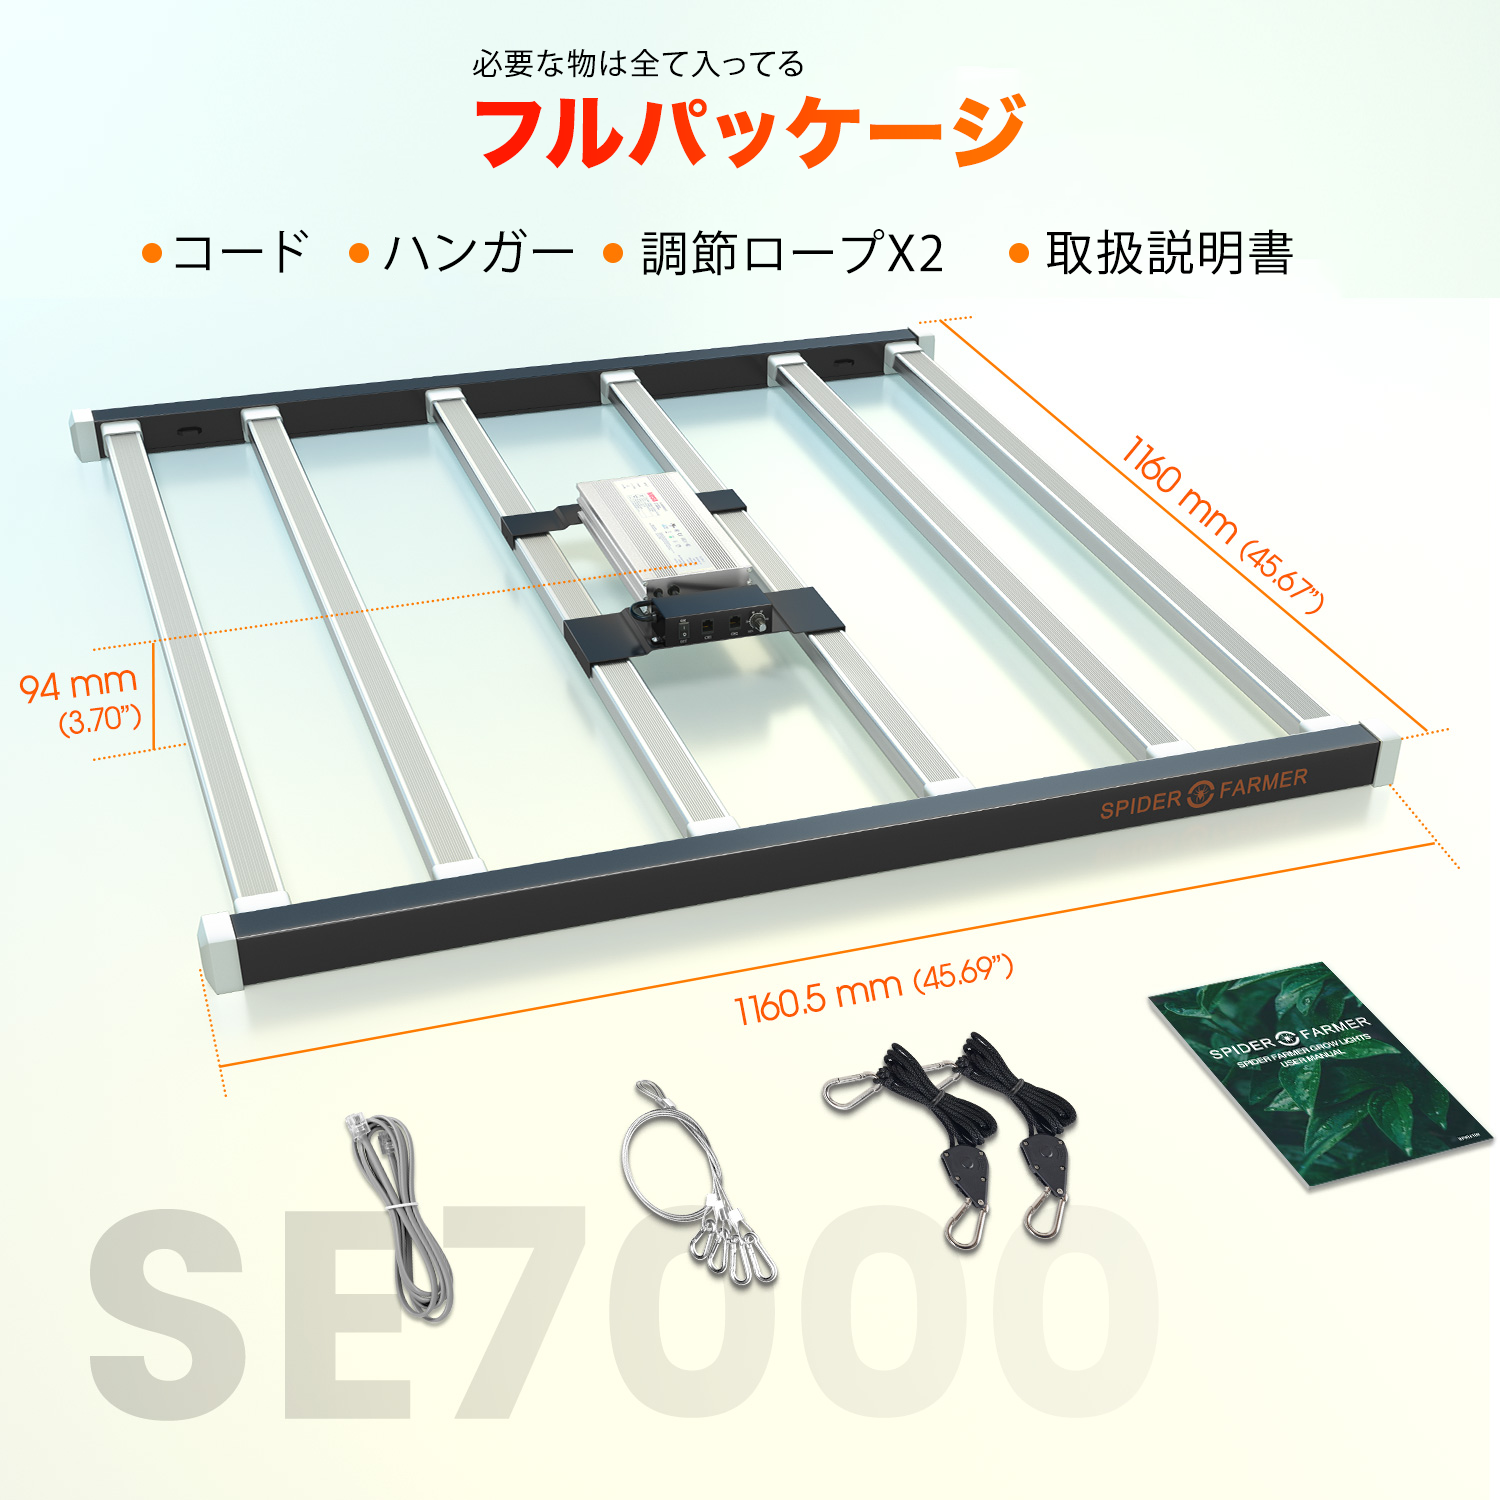 必要な物は全て入ってる
フルパッケージ
コード
ハンガー
調節ロープX2
取扱説明書
1160 mm (45.67”)
94 mm
(3.70”)
SPIDER FARMER
1160.5 mm (45.69”)
SPIDER FARMER
SPIDER FARMER GROW LIGHTS
USER MANUAL
SE7000